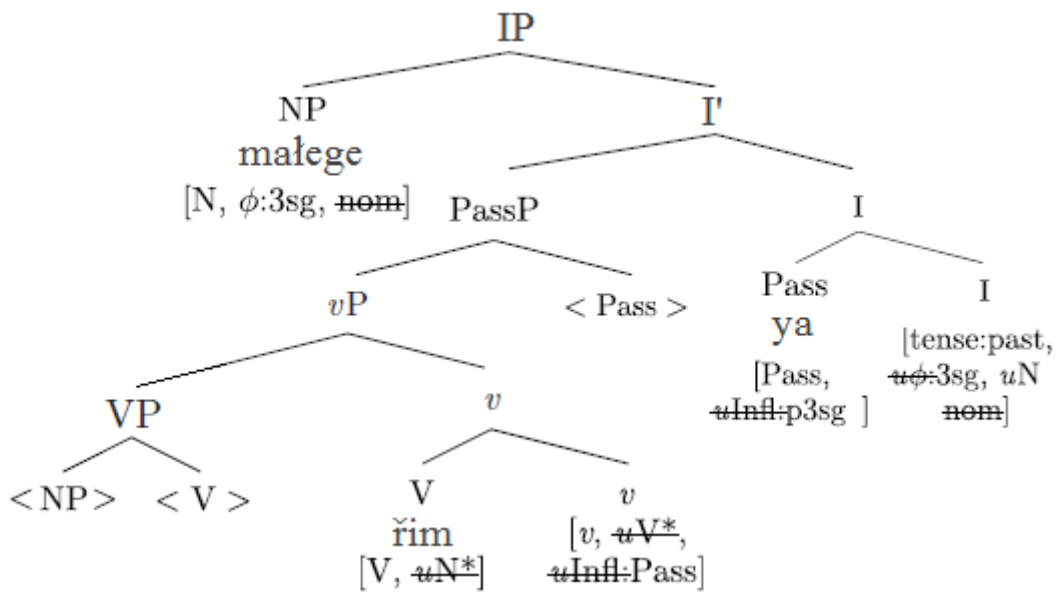 IP
NP I'
małege
[N, ϕ:3sg, nom]
PassP I
vP < Pass > Pass I
ya
[Pass, [tense:past,
uInfl:p3sg ] uϕ:3sg, uN
nom]
VP v
<NP> < V > V v
řim [v, uV*,
[V, uN*] uInfl:Pass]